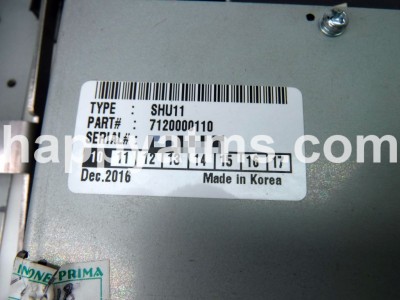 TYPE : SHU11
PART# : 7120000110
SERIAL#
happyatms.com
10 11 12 13 14 15 16 17
Dec.2016 Made in Korea
PRIMA